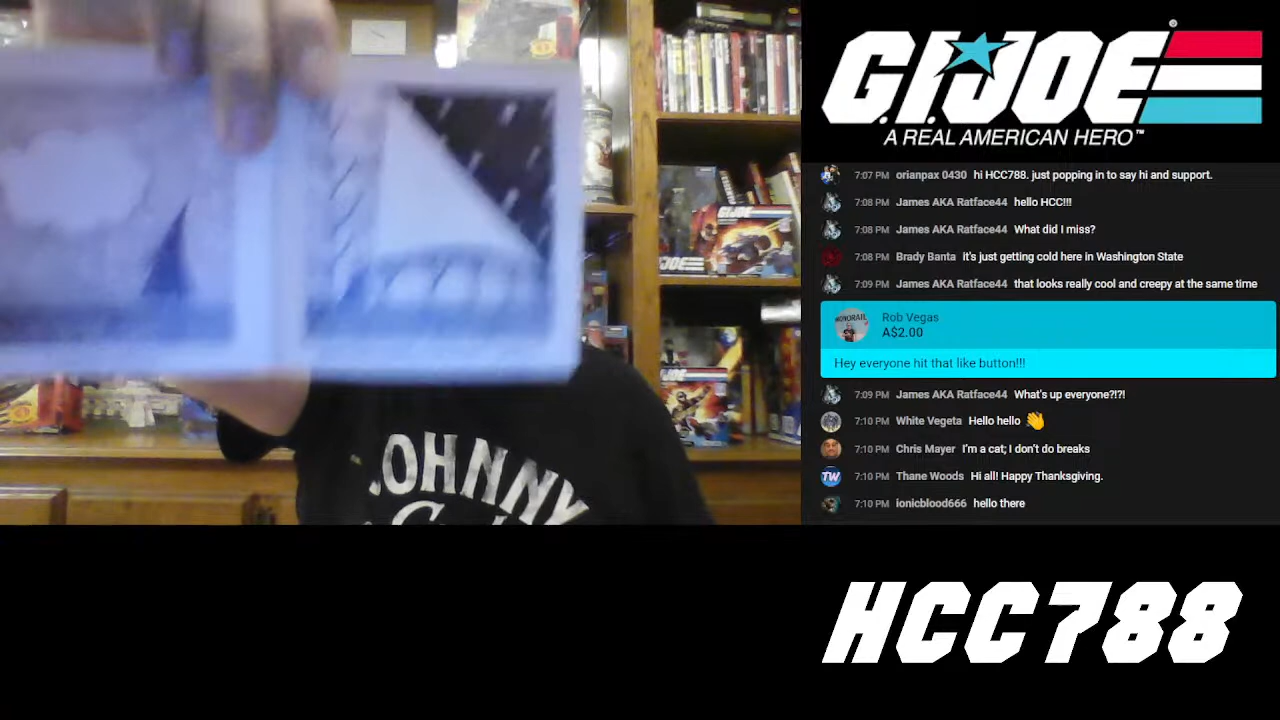 G.I.JOE
®
A REAL AMERICAN HERO™
7:07 PM orianpax 0430 hi HCC788. just popping in to say hi and support.
7:08 PM James AKA Ratface44 hello HCC!!!
7:08 PM James AKA Ratface44 What did I miss?
7:08 PM Brady Banta it's just getting cold here in Washington State
7:09 PM James AKA Ratface44 that looks really cool and creepy at the same time
Rob Vegas
A$2.00
Hey everyone hit that like button!!!
7:09 PM James AKA Ratface44 What's up everyone?!?!
7:10 PM White Vegeta Hello hello 👋
7:10 PM Chris Mayer I'm a cat; I don't do breaks
TW 7:10 PM Thane Woods Hi all! Happy Thanksgiving.
7:10 PM ionicblood666 hello there
GIJOE
JOHNNY
HCC788